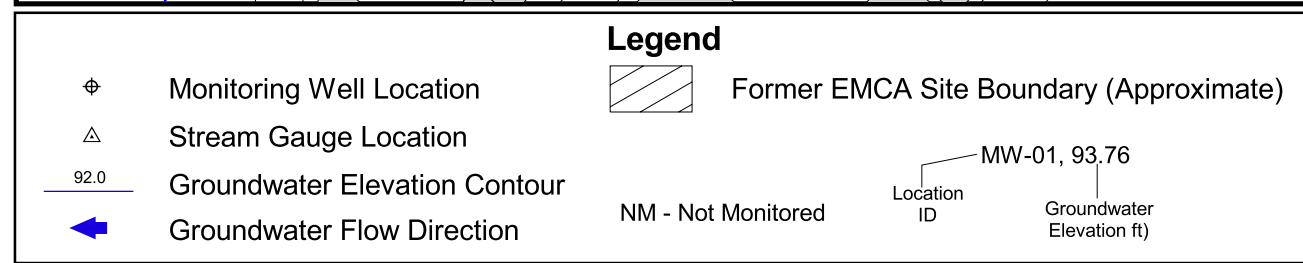 Legend
Monitoring Well Location
Former EMCA Site Boundary (Approximate)
Stream Gauge Location
MW-01, 93.76
92.0
Groundwater Elevation Contour
Location
ID
NM - Not Monitored
Groundwater
Elevation ft)
Groundwater Flow Direction